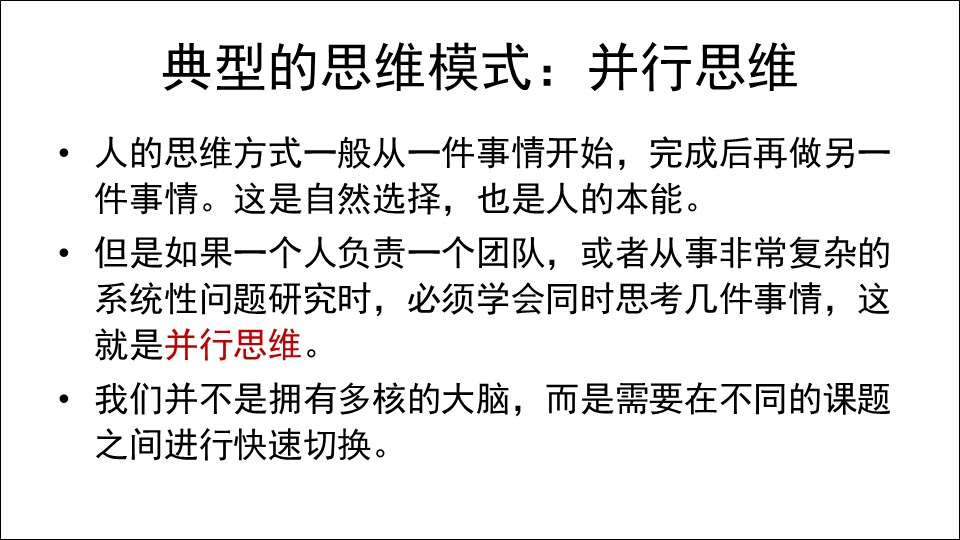 典型的思维模式：并行思维
• 人的思维方式一般从一件事情开始，完成后再做另一
件事情。这是自然选择，也是人的本能。
• 但是如果一个人负责一个团队，或者从事非常复杂的
系统性问题研究时，必须学会同时思考几件事情，这
就是并行思维。
• 我们并不是拥有多核的大脑，而是需要在不同的课题
之间进行快速切换。